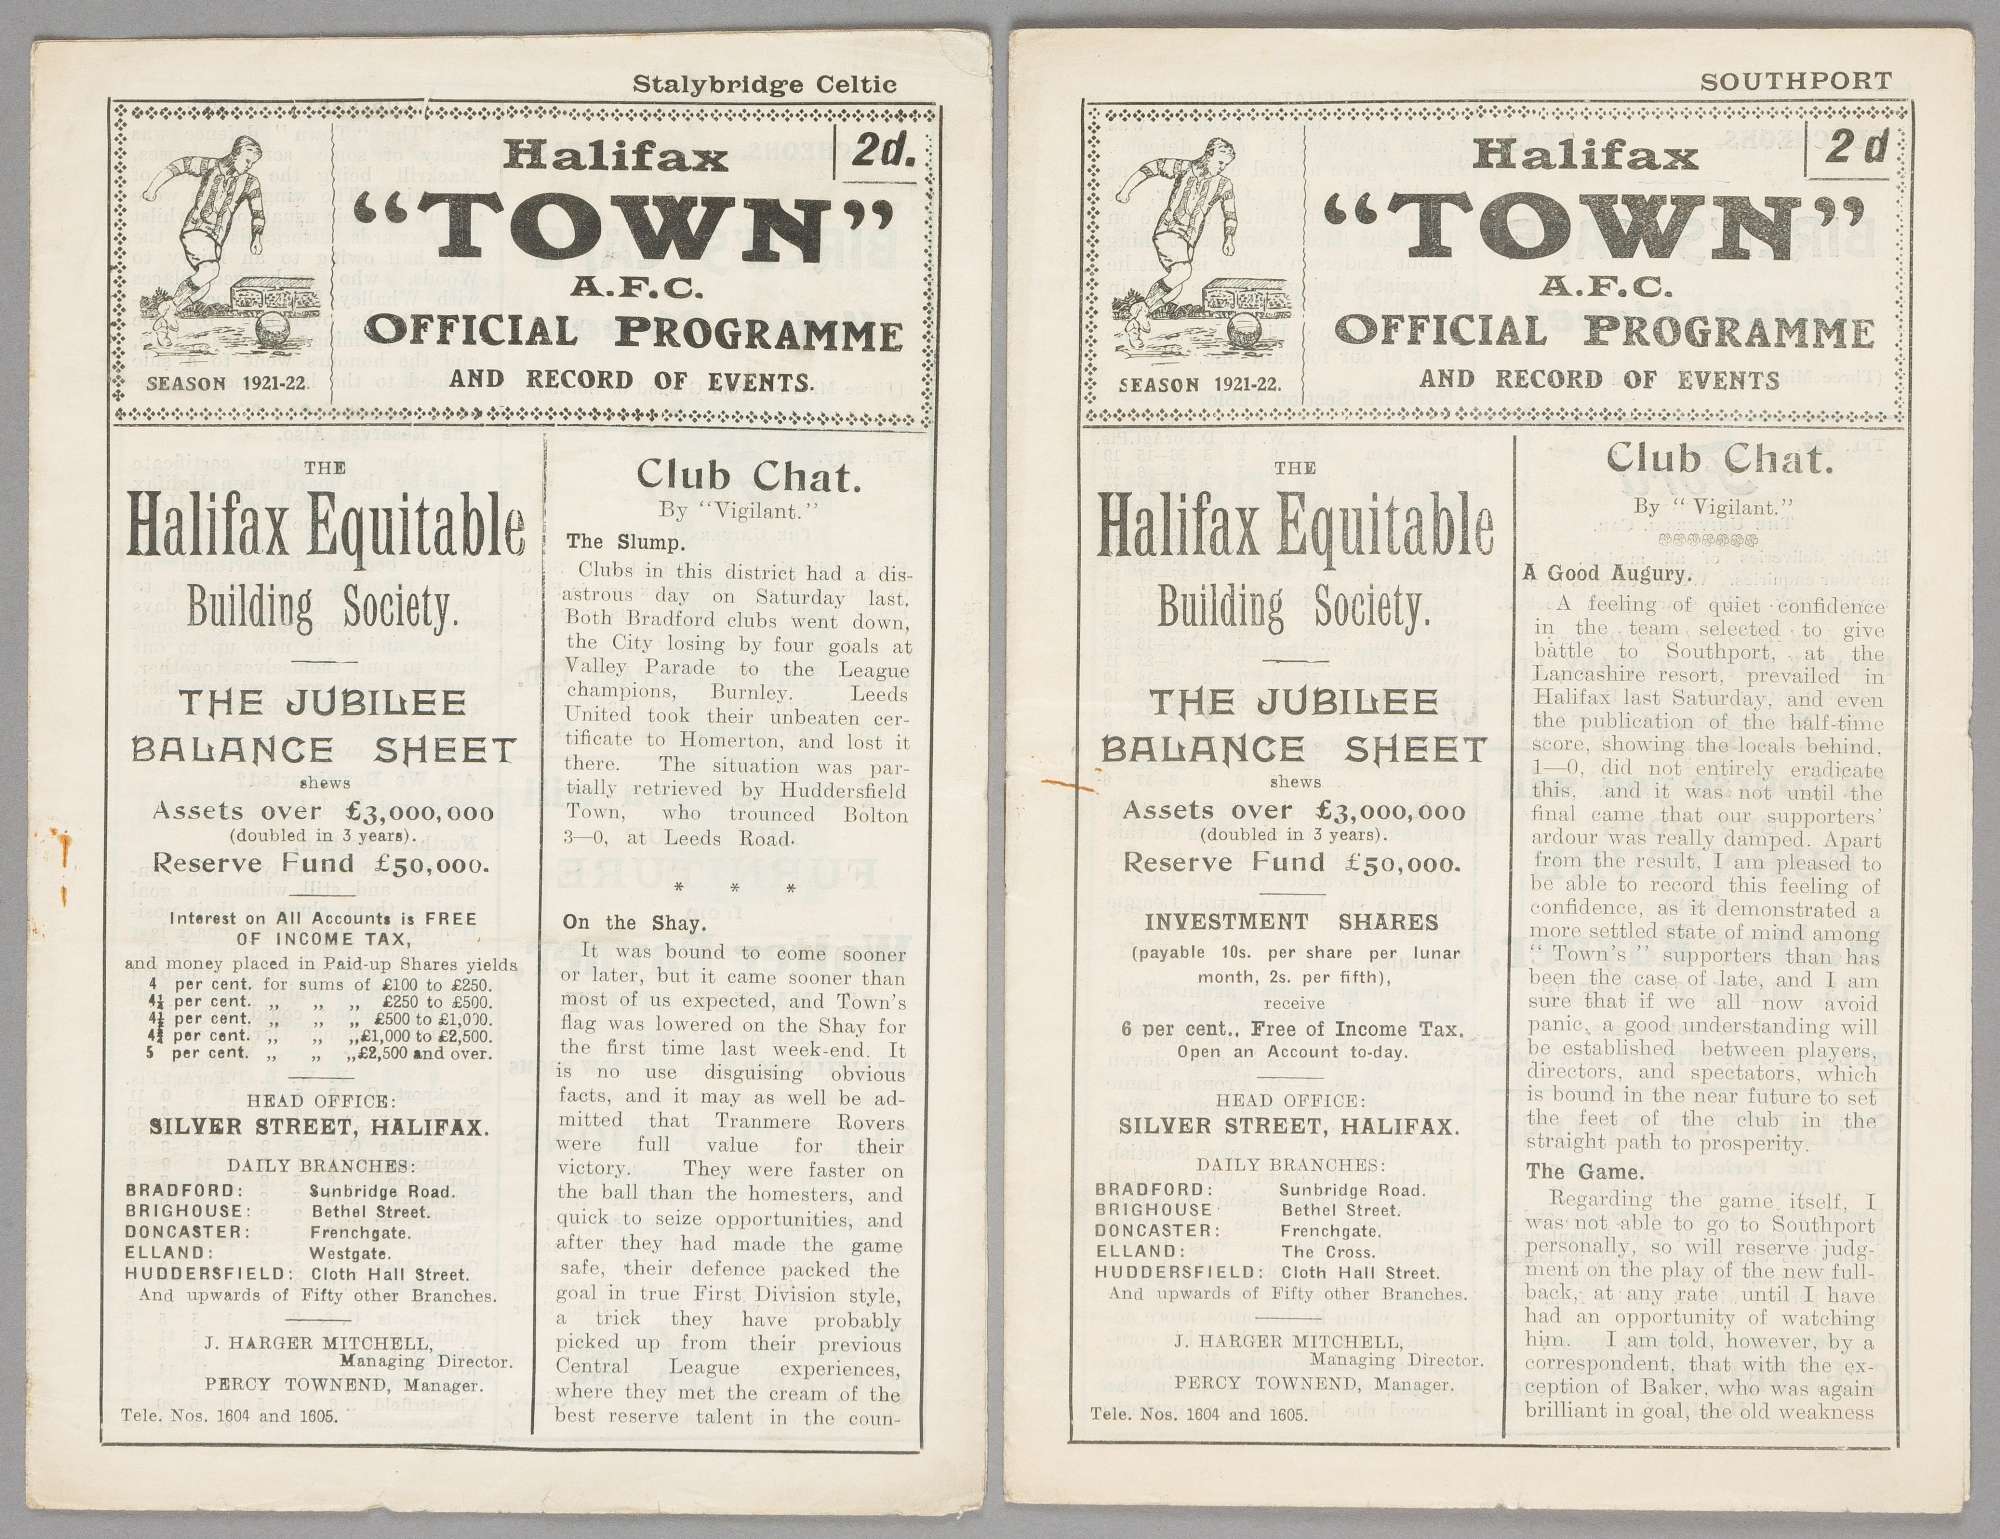 Stalybridge Celtic
Halifax
2d.
"TOWN"
A.F.C.
OFFICIAL PROGRAMME
SEASON 1921-22.
AND RECORD OF EVENTS.
THE
Halifax Equitable
Building Society.
THE JUBILEE
BALANCE SHEET
shews
Assets over £3,000,000
(doubled in 3 years).
Reserve Fund £50,000.
Interest on All Accounts is FREE
OF INCOME TAX,
and money placed in Paid-up Shares yields
4 per cent. for sums of £100 to £250.
4¼ per cent. „ „ „ £250 to £500.
4½ per cent. „ „ „ £500 to £1,000.
4¾ per cent. „ „ „£1,000 to £2,500.
5 per cent. „ „ „£2,500 and over.
HEAD OFFICE:
SILVER STREET, HALIFAX.
DAILY BRANCHES:
BRADFORD: Sunbridge Road.
BRIGHOUSE: Bethel Street.
DONCASTER: Frenchgate.
ELLAND: Westgate.
HUDDERSFIELD: Cloth Hall Street.
And upwards of Fifty other Branches.
J. HARGER MITCHELL,
Managing Director.
PERCY TOWNEND, Manager.
Tele. Nos. 1604 and 1605.
Club Chat.
By "Vigilant."
The Slump.
Clubs in this district had a dis-
astrous day on Saturday last.
Both Bradford clubs went down,
the City losing by four goals at
Valley Parade to the League
champions, Burnley. Leeds
United took their unbeaten cer-
tificate to Homerton, and lost it
there. The situation was par-
tially retrieved by Huddersfield
Town, who trounced Bolton
3—0, at Leeds Road.
* * *
On the Shay.
It was bound to come sooner
or later, but it came sooner than
most of us expected, and Town's
flag was lowered on the Shay for
the first time last week-end. It
is no use disguising obvious
facts, and it may as well be ad-
mitted that Tranmere Rovers
were full value for their
victory. They were faster on
the ball than the homesters, and
quick to seize opportunities, and
after they had made the game
safe, their defence packed the
goal in true First Division style,
a trick they have probably
picked up from their previous
Central League experiences,
where they met the cream of the
best reserve talent in the coun-
SOUTHPORT
Halifax
2d
"TOWN"
A.F.C.
OFFICIAL PROGRAMME
SEASON 1921-22.
AND RECORD OF EVENTS
THE
Halifax Equitable
Building Society.
THE JUBILEE
BALANCE SHEET
shews
Assets over £3,000,000
(doubled in 3 years).
Reserve Fund £50,000.
INVESTMENT SHARES
(payable 10s. per share per lunar
month, 2s. per fifth),
receive
6 per cent., Free of Income Tax.
Open an Account to-day.
HEAD OFFICE:
SILVER STREET, HALIFAX.
DAILY BRANCHES:
BRADFORD: Sunbridge Road.
BRIGHOUSE Bethel Street.
DONCASTER: Frenchgate.
ELLAND: The Cross.
HUDDERSFIELD: Cloth Hall Street.
And upwards of Fifty other Branches.
J. HARGER MITCHELL,
Managing Director.
PERCY TOWNEND, Manager.
Tele. Nos. 1604 and 1605.
Club Chat.
By "Vigilant."
A Good Augury.
A feeling of quiet confidence
in the team selected to give
battle to Southport, at the
Lancashire resort, prevailed in
Halifax last Saturday, and even
the publication of the half-time
score, showing the locals behind,
1—0, did not entirely eradicate
this, and it was not until the
final came that our supporters'
ardour was really damped. Apart
from the result, I am pleased to
be able to record this feeling of
confidence, as it demonstrated a
more settled state of mind among
"Town's" supporters than has
been the case of late, and I am
sure that if we all now avoid
panic, a good understanding will
be established between players,
directors, and spectators, which
is bound in the near future to set
the feet of the club in the
straight path to prosperity.
The Game.
Regarding the game itself, I
was not able to go to Southport
personally, so will reserve judg-
ment on the play of the new full-
back, at any rate until I have
had an opportunity of watching
him. I am told, however, by a
correspondent, that with the ex-
ception of Baker, who was again
brilliant in goal, the old weakness